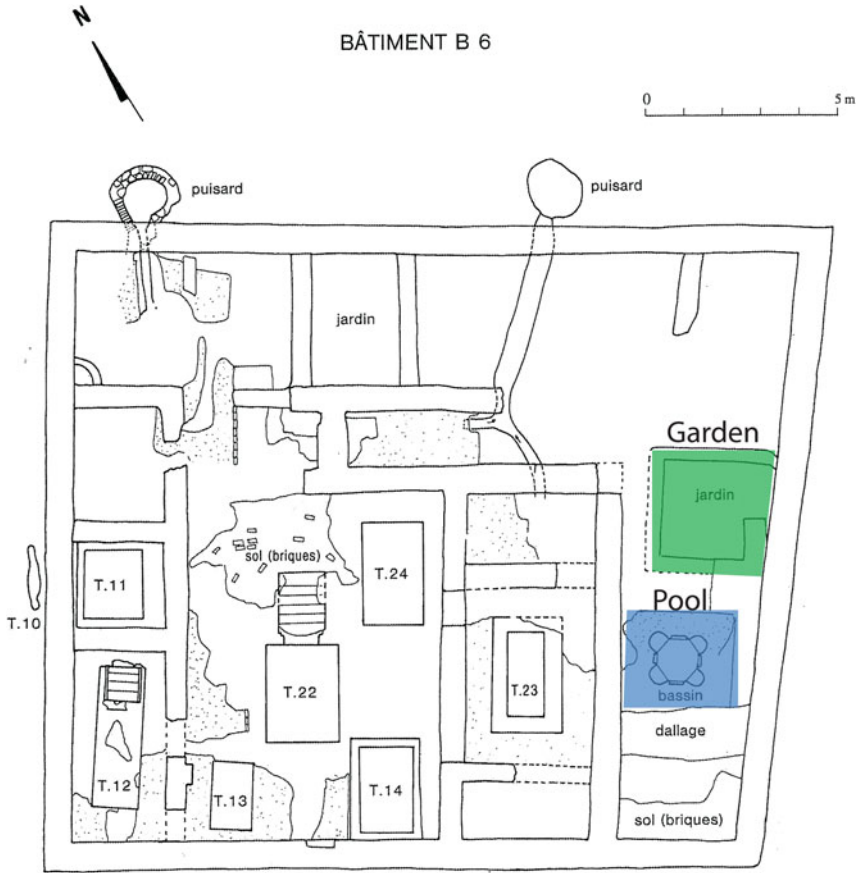 N
BÂTIMENT B 6
0 5 m
puisard
puisard
jardin
Garden
jardin
sol (briques)
T.24
T.11
T.10
Pool
T.22
T.23
bassin
dallage
T.12
T.13
T.14
sol (briques)